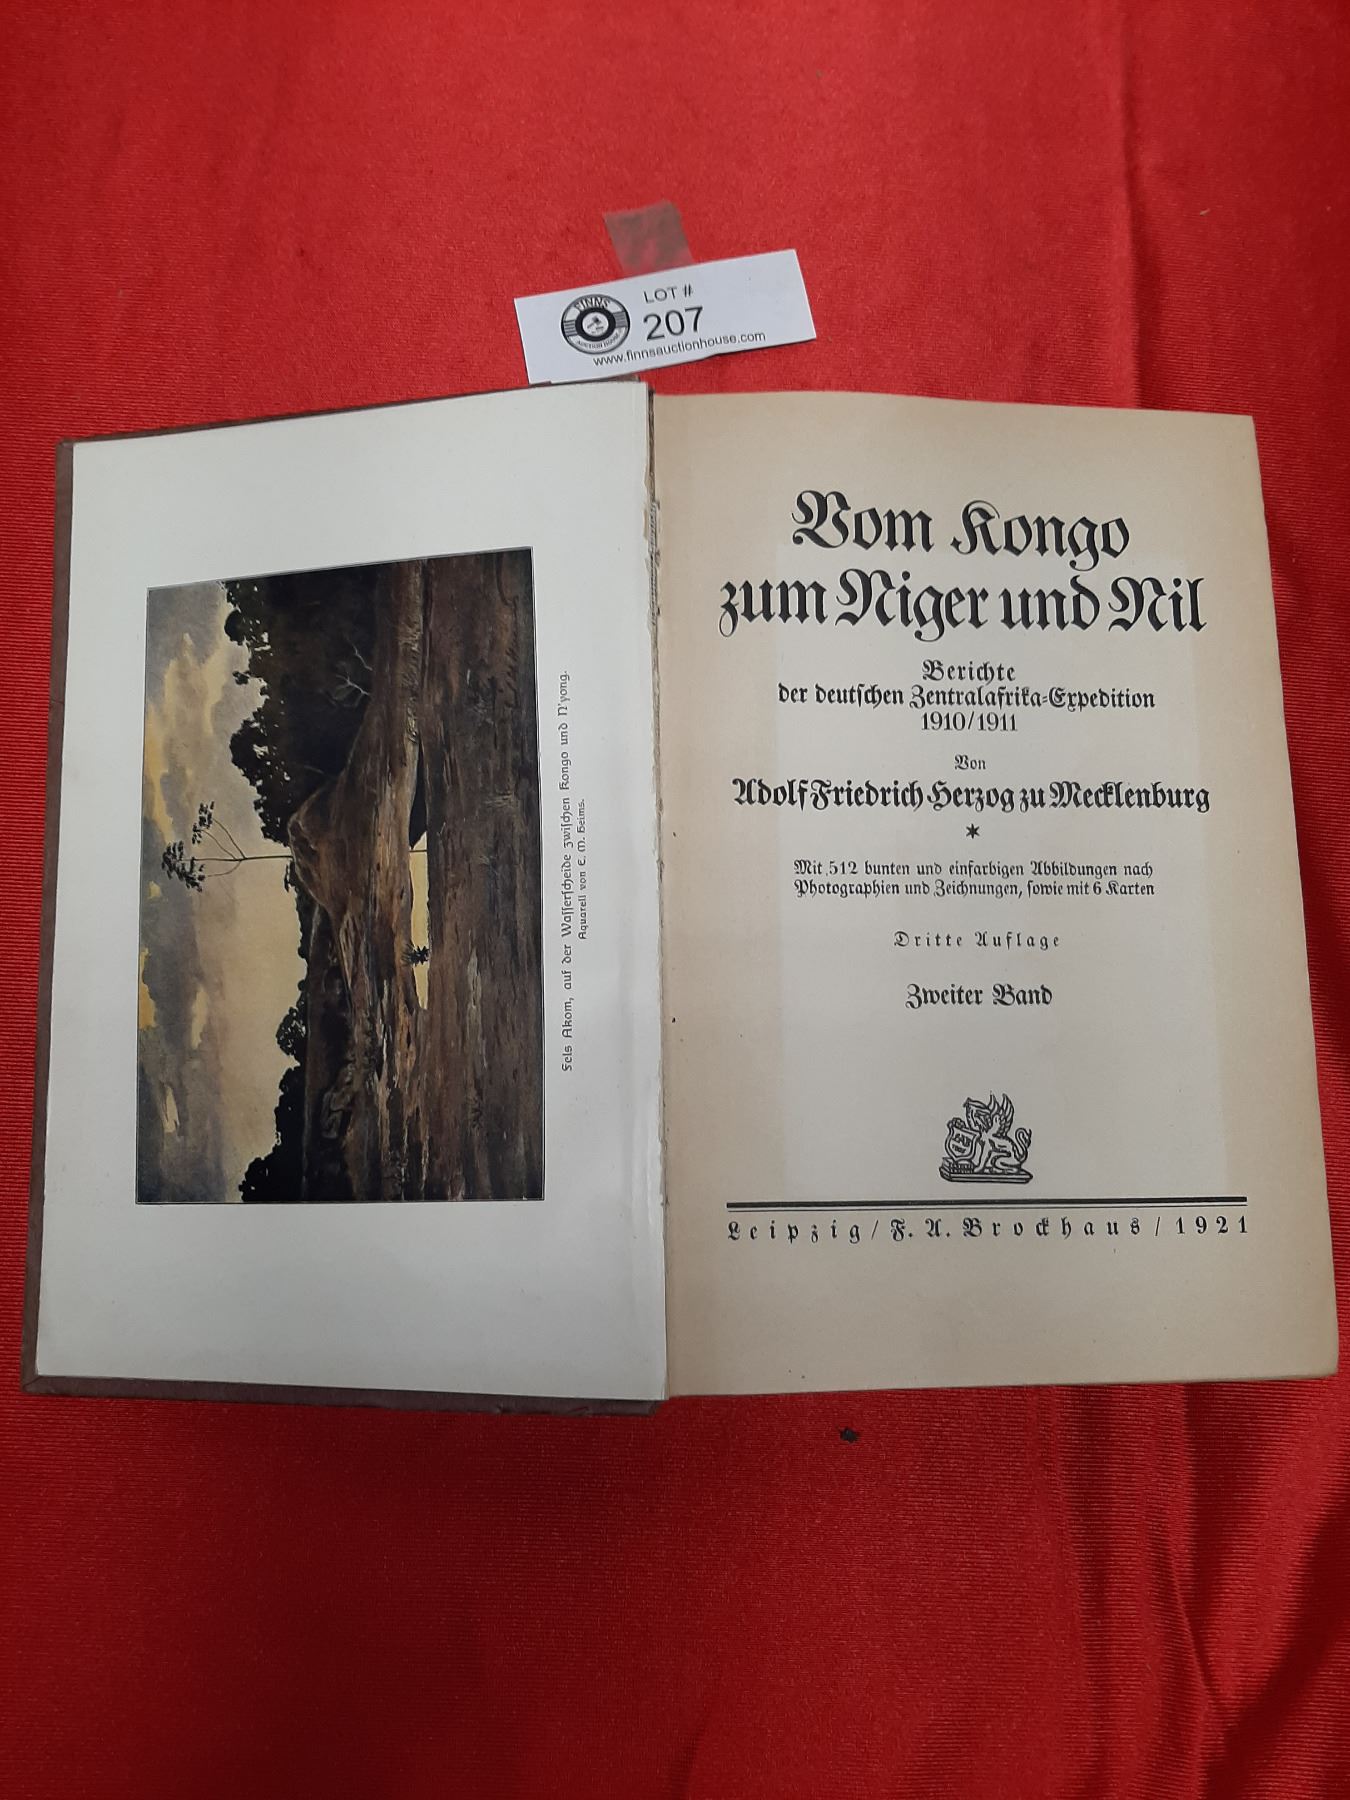 LOT #
207
www.finnsauctionhouse.com
FINNS
AUCTION HOUSE
Fels Akom, auf der Wasserscheide zwischen Kongo und N'yong.
Aquarell von E. M. Heims.
Vom Kongo
zum Niger und Nil
Berichte
der deutschen Zentralafrika-Expedition
1910/1911
Von
Adolf Friedrich Herzog zu Mecklenburg
*
Mit 512 bunten und einfarbigen Abbildungen nach
Photographien und Zeichnungen, sowie mit 6 Karten
Dritte Auflage
Zweiter Band
Leipzig / F. A. Brockhaus / 1921